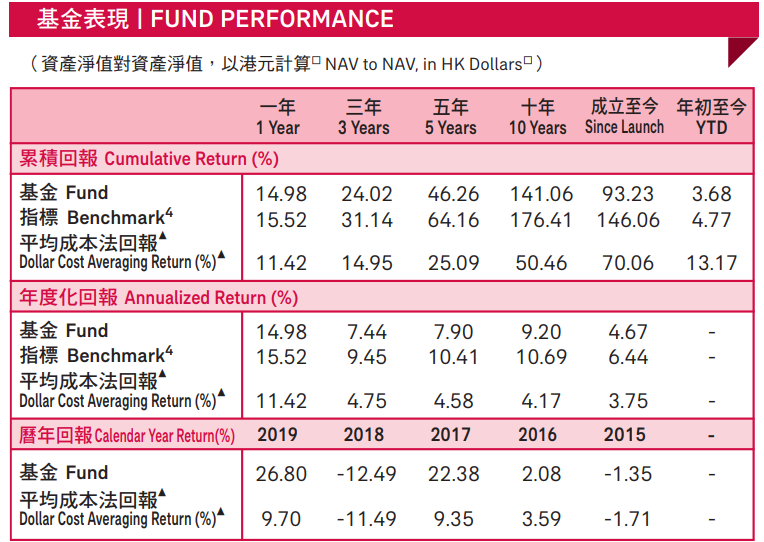 基金表現 | FUND PERFORMANCE
（資產淨值對資產淨值，以港元計算□ NAV to NAV, in HK Dollars□）
一年 三年 五年 十年 成立至今 年初至今
1 Year 3 Years 5 Years 10 Years Since Launch YTD
累積回報 Cumulative Return (%)
基金 Fund 14.98 24.02 46.26 141.06 93.23 3.68
指標 Benchmark4 15.52 31.14 64.16 176.41 146.06 4.77
平均成本法回報▲
Dollar Cost Averaging Return (%)▲ 11.42 14.95 25.09 50.46 70.06 13.17
年度化回報 Annualized Return (%)
基金 Fund 14.98 7.44 7.90 9.20 4.67 -
指標 Benchmark4 15.52 9.45 10.41 10.69 6.44 -
平均成本法回報▲
Dollar Cost Averaging Return (%)▲ 11.42 4.75 4.58 4.17 3.75 -
曆年回報 Calendar Year Return(%) 2019 2018 2017 2016 2015 -
基金 Fund 26.80 -12.49 22.38 2.08 -1.35 -
平均成本法回報▲
Dollar Cost Averaging Return (%)▲ 9.70 -11.49 9.35 3.59 -1.71 -